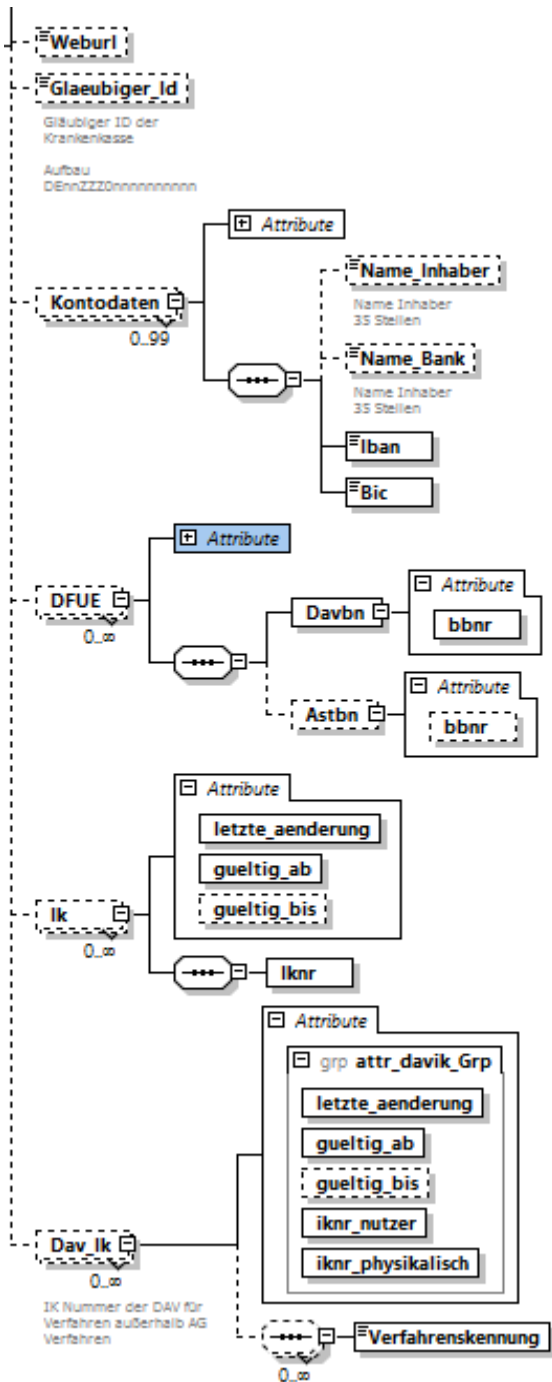 Weburl
Glaeubiger_Id
Gläubiger ID der
Krankenkasse
Aufbau
DEnnZZZ0nnnnnnnnnn
Attribute
Kontodaten
0..99
Name_Inhaber
Name Inhaber
35 Stellen
Name_Bank
Name Inhaber
35 Stellen
Iban
Bic
Attribute
DFUE
0..∞
Davbn
Attribute
bbnr
Astbn
Attribute
bbnr
Attribute
letzte_aenderung
gueltig_ab
gueltig_bis
Ik
0..∞
Iknr
Attribute
grp attr_davik_Grp
letzte_aenderung
gueltig_ab
gueltig_bis
iknr_nutzer
iknr_physikalisch
Dav_Ik
0..∞
IK Nummer der DAV für
Verfahren außerhalb AG
Verfahren
Verfahrenskennung
0..∞